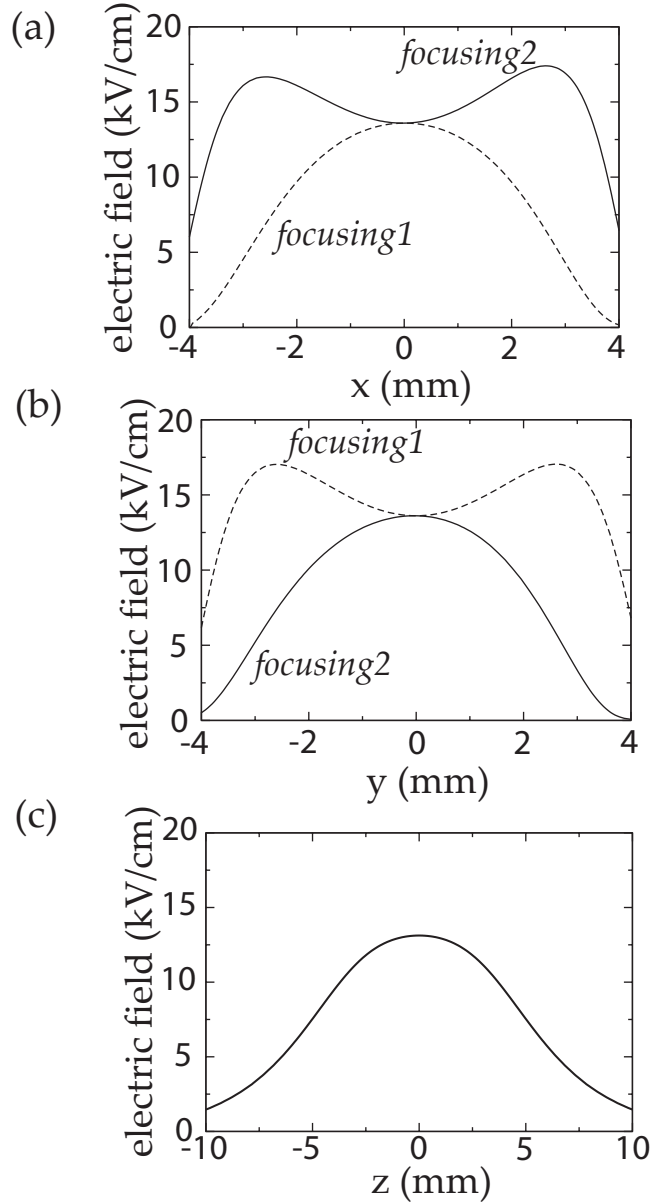 (a)
electric field (kV/cm)
20
15
10
5
0
focusing2
focusing1
-4 -2 0 2 4
x (mm)
(b)
electric field (kV/cm)
20
15
10
5
0
focusing1
focusing2
-4 -2 0 2 4
y (mm)
(c)
electric field (kV/cm)
20
15
10
5
0
-10 -5 0 5 10
z (mm)